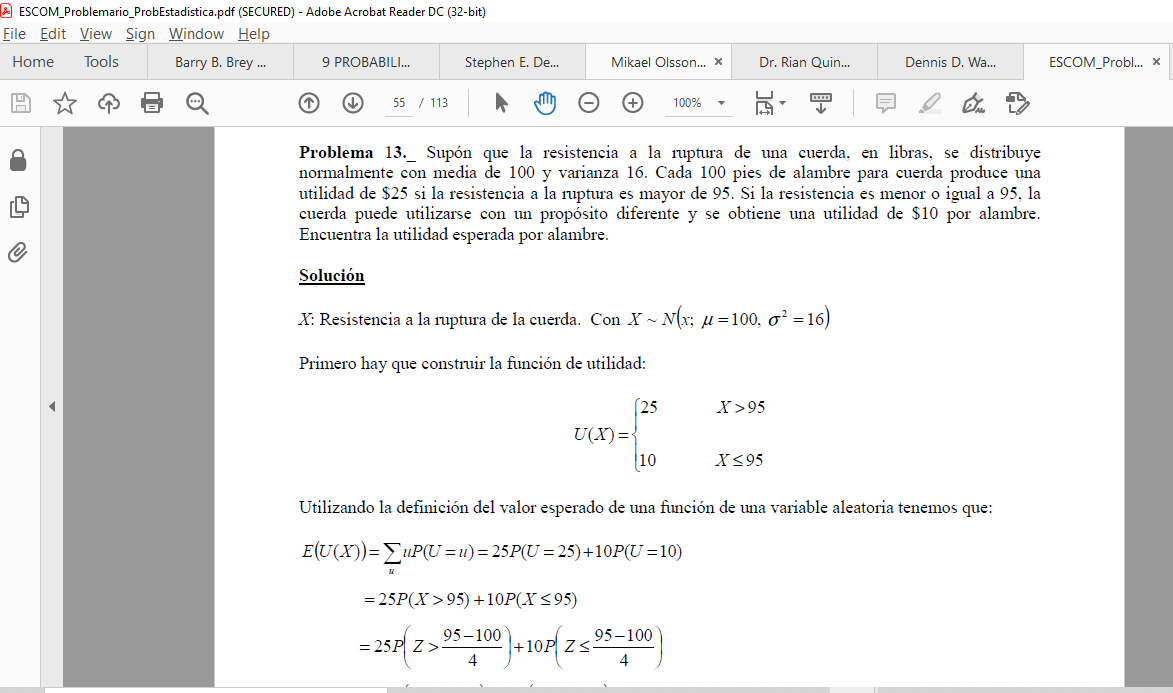 ESCOM_Problemario_ProbEstadistica.pdf (SECURED) - Adobe Acrobat Reader DC (32-bit)
File Edit View Sign Window Help
Home Tools Barry B. Brey ... 9 PROBABILI... Stephen E. De... Mikael Olsson... × Dr. Rian Quin... Dennis D. Wa... ESCOM_Probl... ×
55 / 113 100%
Problema 13._ Supón que la resistencia a la ruptura de una cuerda, en libras, se distribuye
normalmente con media de 100 y varianza 16. Cada 100 pies de alambre para cuerda produce una
utilidad de $25 si la resistencia a la ruptura es mayor de 95. Si la resistencia es menor o igual a 95, la
cuerda puede utilizarse con un propósito diferente y se obtiene una utilidad de $10 por alambre.
Encuentra la utilidad esperada por alambre.
Solución
X: Resistencia a la ruptura de la cuerda. Con X ~ N(x; μ = 100, σ² = 16)
Primero hay que construir la función de utilidad:
25 X > 95
U(X) = {
10 X ≤ 95
Utilizando la definición del valor esperado de una función de una variable aleatoria tenemos que:
E(U(X)) = ∑ᵤ uP(U = u) = 25P(U = 25) + 10P(U = 10)
= 25P(X > 95) + 10P(X ≤ 95)
= 25P(Z > (95 − 100)/4) + 10P(Z ≤ (95 − 100)/4)